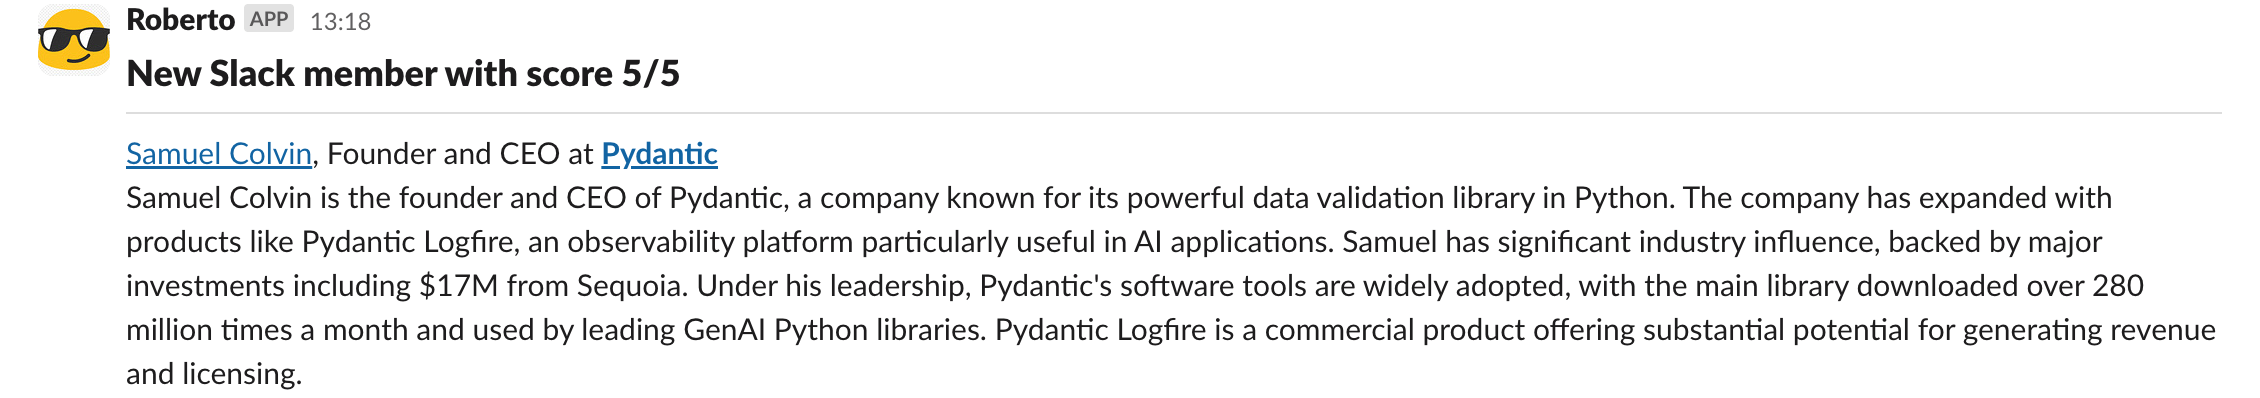 Roberto APP 13:18
New Slack member with score 5/5
Samuel Colvin, Founder and CEO at Pydantic
Samuel Colvin is the founder and CEO of Pydantic, a company known for its powerful data validation library in Python. The company has expanded with
products like Pydantic Logfire, an observability platform particularly useful in AI applications. Samuel has significant industry influence, backed by major
investments including $17M from Sequoia. Under his leadership, Pydantic's software tools are widely adopted, with the main library downloaded over 280
million times a month and used by leading GenAI Python libraries. Pydantic Logfire is a commercial product offering substantial potential for generating revenue
and licensing.